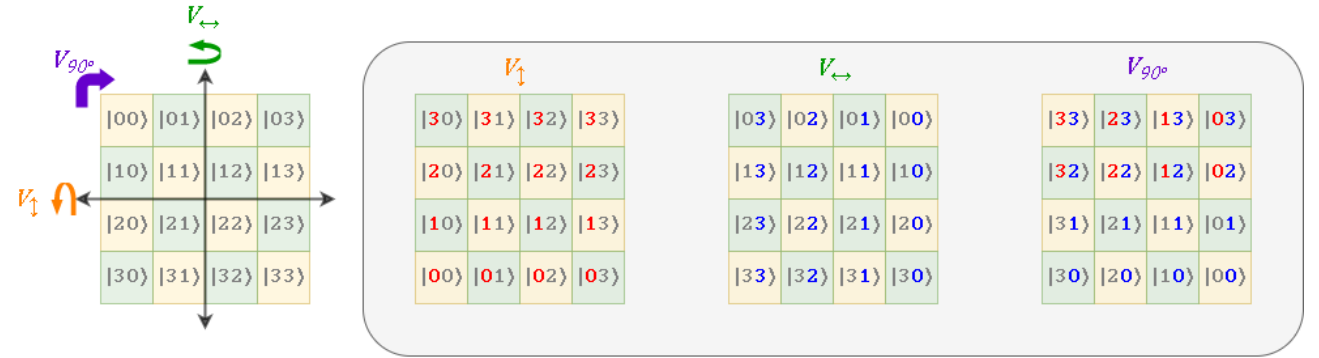 V↔
V90°
V↕
|00⟩ |01⟩ |02⟩ |03⟩
|10⟩ |11⟩ |12⟩ |13⟩
|20⟩ |21⟩ |22⟩ |23⟩
|30⟩ |31⟩ |32⟩ |33⟩
V↕
|30⟩ |31⟩ |32⟩ |33⟩
|20⟩ |21⟩ |22⟩ |23⟩
|10⟩ |11⟩ |12⟩ |13⟩
|00⟩ |01⟩ |02⟩ |03⟩
V↔
|03⟩ |02⟩ |01⟩ |00⟩
|13⟩ |12⟩ |11⟩ |10⟩
|23⟩ |22⟩ |21⟩ |20⟩
|33⟩ |32⟩ |31⟩ |30⟩
V90°
|33⟩ |23⟩ |13⟩ |03⟩
|32⟩ |22⟩ |12⟩ |02⟩
|31⟩ |21⟩ |11⟩ |01⟩
|30⟩ |20⟩ |10⟩ |00⟩